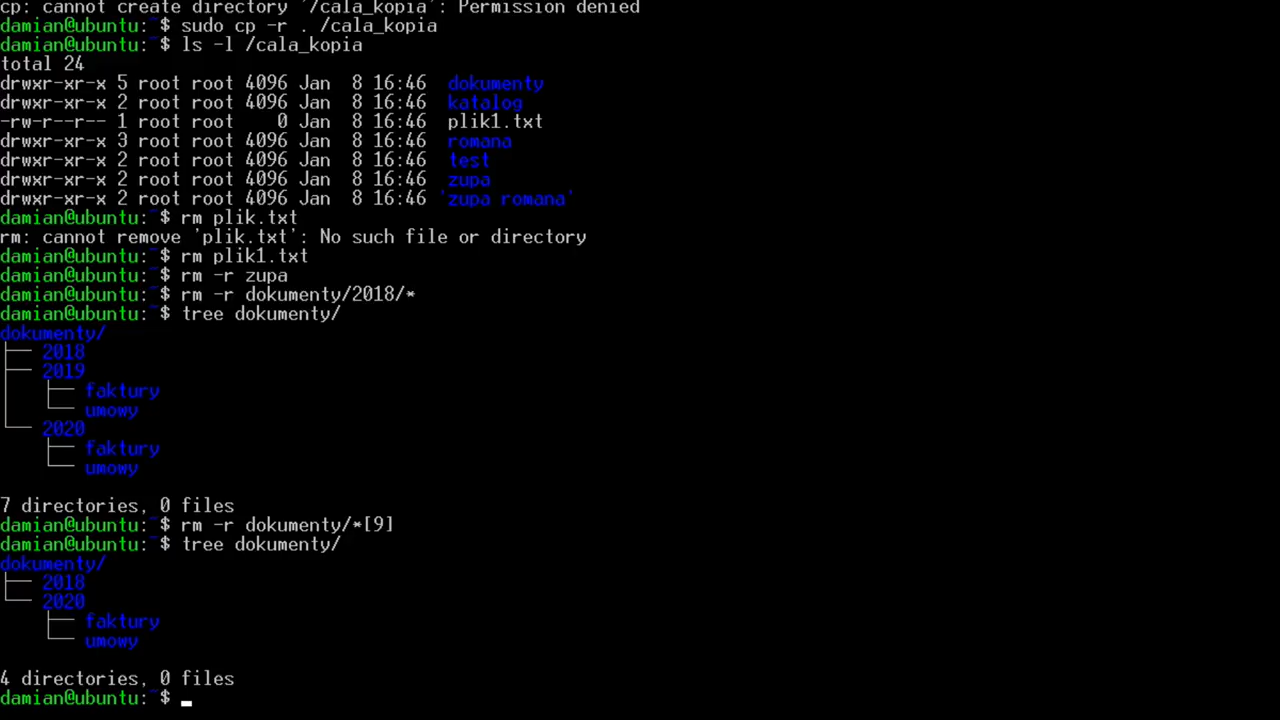 cp: cannot create directory '/cala_kopia': Permission denied
damian@ubuntu:~$ sudo cp -r . /cala_kopia
damian@ubuntu:~$ ls -l /cala_kopia
total 24
drwxr-xr-x 5 root root 4096 Jan  8 16:46  dokumenty
drwxr-xr-x 2 root root 4096 Jan  8 16:46  katalog
-rw-r--r-- 1 root root    0 Jan  8 16:46  plik1.txt
drwxr-xr-x 3 root root 4096 Jan  8 16:46  romana
drwxr-xr-x 2 root root 4096 Jan  8 16:46  test
drwxr-xr-x 2 root root 4096 Jan  8 16:46  zupa
drwxr-xr-x 2 root root 4096 Jan  8 16:46 'zupa romana'
damian@ubuntu:~$ rm plik.txt
rm: cannot remove 'plik.txt': No such file or directory
damian@ubuntu:~$ rm plik1.txt
damian@ubuntu:~$ rm -r zupa
damian@ubuntu:~$ rm -r dokumenty/2018/*
damian@ubuntu:~$ tree dokumenty/
dokumenty/
├── 2018
├── 2019
│   ├── faktury
│   └── umowy
└── 2020
    ├── faktury
    └── umowy
7 directories, 0 files
damian@ubuntu:~$ rm -r dokumenty/*[9]
damian@ubuntu:~$ tree dokumenty/
dokumenty/
├── 2018
└── 2020
    ├── faktury
    └── umowy
4 directories, 0 files
damian@ubuntu:~$